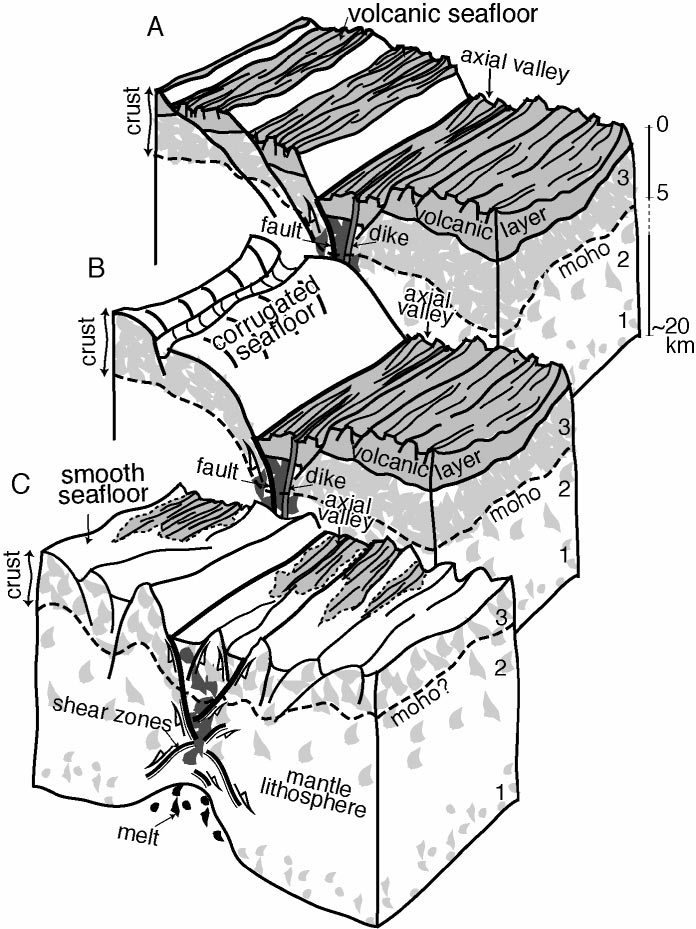 A
volcanic seafloor
axial valley
crust
0
3
5
fault
dike
volcanic layer
moho
2
1
~20
km
B
corrugated
seafloor
axial
valley
crust
3
fault
dike
volcanic layer
moho
2
1
C
smooth
seafloor
axial
valley
crust
3
2
moho?
shear zones
mantle
lithosphere
1
melt